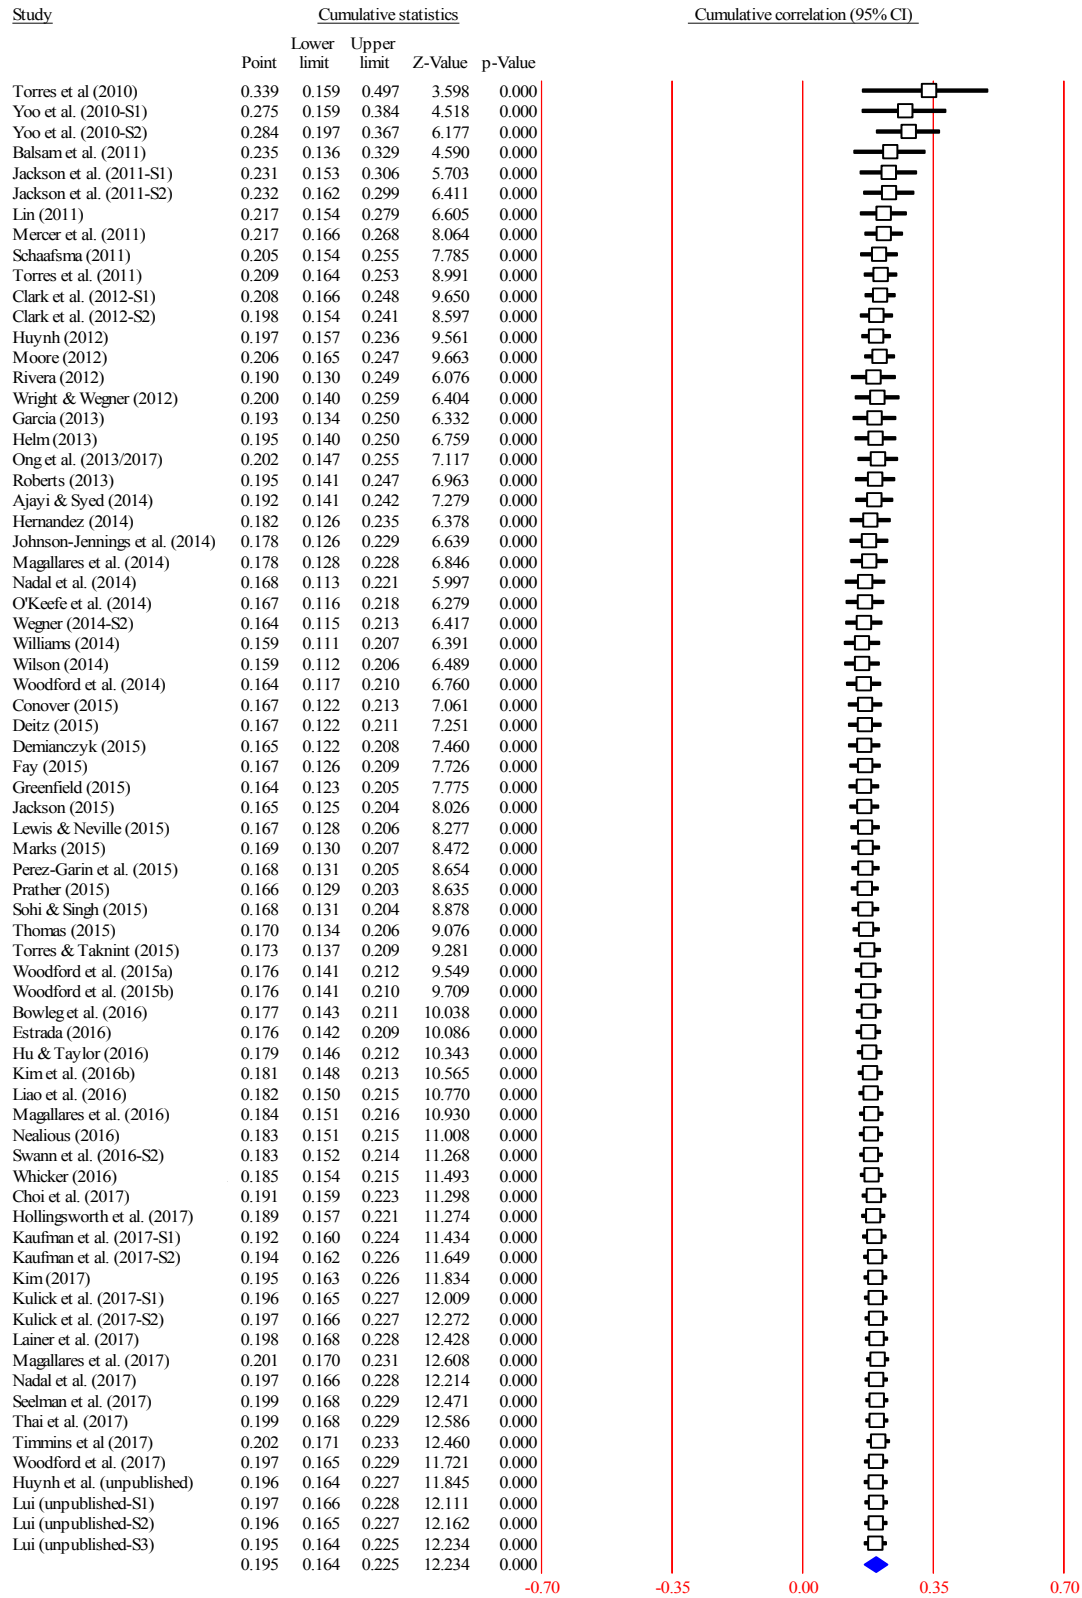 Study Cumulative statistics Cumulative correlation (95% CI)
Lower Upper
Point limit limit Z-Value p-Value
Torres et al (2010) 0.339 0.159 0.497 3.598 0.000
Yoo et al. (2010-S1) 0.275 0.159 0.384 4.518 0.000
Yoo et al. (2010-S2) 0.284 0.197 0.367 6.177 0.000
Balsam et al. (2011) 0.235 0.136 0.329 4.590 0.000
Jackson et al. (2011-S1) 0.231 0.153 0.306 5.703 0.000
Jackson et al. (2011-S2) 0.232 0.162 0.299 6.411 0.000
Lin (2011) 0.217 0.154 0.279 6.605 0.000
Mercer et al. (2011) 0.217 0.166 0.268 8.064 0.000
Schaafsma (2011) 0.205 0.154 0.255 7.785 0.000
Torres et al. (2011) 0.209 0.164 0.253 8.991 0.000
Clark et al. (2012-S1) 0.208 0.166 0.248 9.650 0.000
Clark et al. (2012-S2) 0.198 0.154 0.241 8.597 0.000
Huynh (2012) 0.197 0.157 0.236 9.561 0.000
Moore (2012) 0.206 0.165 0.247 9.663 0.000
Rivera (2012) 0.190 0.130 0.249 6.076 0.000
Wright & Wegner (2012) 0.200 0.140 0.259 6.404 0.000
Garcia (2013) 0.193 0.134 0.250 6.332 0.000
Helm (2013) 0.195 0.140 0.250 6.759 0.000
Ong et al. (2013/2017) 0.202 0.147 0.255 7.117 0.000
Roberts (2013) 0.195 0.141 0.247 6.963 0.000
Ajayi & Syed (2014) 0.192 0.141 0.242 7.279 0.000
Hernandez (2014) 0.182 0.126 0.235 6.378 0.000
Johnson-Jennings et al. (2014) 0.178 0.126 0.229 6.639 0.000
Magallares et al. (2014) 0.178 0.128 0.228 6.846 0.000
Nadal et al. (2014) 0.168 0.113 0.221 5.997 0.000
O'Keefe et al. (2014) 0.167 0.116 0.218 6.279 0.000
Wegner (2014-S2) 0.164 0.115 0.213 6.417 0.000
Williams (2014) 0.159 0.111 0.207 6.391 0.000
Wilson (2014) 0.159 0.112 0.206 6.489 0.000
Woodford et al. (2014) 0.164 0.117 0.210 6.760 0.000
Conover (2015) 0.167 0.122 0.213 7.061 0.000
Deitz (2015) 0.167 0.122 0.211 7.251 0.000
Demianczyk (2015) 0.165 0.122 0.208 7.460 0.000
Fay (2015) 0.167 0.126 0.209 7.726 0.000
Greenfield (2015) 0.164 0.123 0.205 7.775 0.000
Jackson (2015) 0.165 0.125 0.204 8.026 0.000
Lewis & Neville (2015) 0.167 0.128 0.206 8.277 0.000
Marks (2015) 0.169 0.130 0.207 8.472 0.000
Perez-Garin et al. (2015) 0.168 0.131 0.205 8.654 0.000
Prather (2015) 0.166 0.129 0.203 8.635 0.000
Sohi & Singh (2015) 0.168 0.131 0.204 8.878 0.000
Thomas (2015) 0.170 0.134 0.206 9.076 0.000
Torres & Taknint (2015) 0.173 0.137 0.209 9.281 0.000
Woodford et al. (2015a) 0.176 0.141 0.212 9.549 0.000
Woodford et al. (2015b) 0.176 0.141 0.210 9.709 0.000
Bowleg et al. (2016) 0.177 0.143 0.211 10.038 0.000
Estrada (2016) 0.176 0.142 0.209 10.086 0.000
Hu & Taylor (2016) 0.179 0.146 0.212 10.343 0.000
Kim et al. (2016b) 0.181 0.148 0.213 10.565 0.000
Liao et al. (2016) 0.182 0.150 0.215 10.770 0.000
Magallares et al. (2016) 0.184 0.151 0.216 10.930 0.000
Nealious (2016) 0.183 0.151 0.215 11.008 0.000
Swann et al. (2016-S2) 0.183 0.152 0.214 11.268 0.000
Whicker (2016) 0.185 0.154 0.215 11.493 0.000
Choi et al. (2017) 0.191 0.159 0.223 11.298 0.000
Hollingsworth et al. (2017) 0.189 0.157 0.221 11.274 0.000
Kaufman et al. (2017-S1) 0.192 0.160 0.224 11.434 0.000
Kaufman et al. (2017-S2) 0.194 0.162 0.226 11.649 0.000
Kim (2017) 0.195 0.163 0.226 11.834 0.000
Kulick et al. (2017-S1) 0.196 0.165 0.227 12.009 0.000
Kulick et al. (2017-S2) 0.197 0.166 0.227 12.272 0.000
Lainer et al. (2017) 0.198 0.168 0.228 12.428 0.000
Magallares et al. (2017) 0.201 0.170 0.231 12.608 0.000
Nadal et al. (2017) 0.197 0.166 0.228 12.214 0.000
Seelman et al. (2017) 0.199 0.168 0.229 12.471 0.000
Thai et al. (2017) 0.199 0.168 0.229 12.586 0.000
Timmins et al (2017) 0.202 0.171 0.233 12.460 0.000
Woodford et al. (2017) 0.197 0.165 0.229 11.721 0.000
Huynh et al. (unpublished) 0.196 0.164 0.227 11.845 0.000
Lui (unpublished-S1) 0.197 0.166 0.228 12.111 0.000
Lui (unpublished-S2) 0.196 0.165 0.227 12.162 0.000
Lui (unpublished-S3) 0.195 0.164 0.225 12.234 0.000
0.195 0.164 0.225 12.234 0.000
-0.70 -0.35 0.00 0.35 0.70